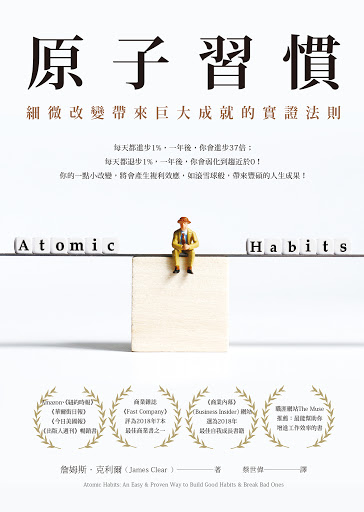 原子習慣
細微改變帶來巨大成就的實證法則
每天都進步1%,一年後,你會進步37倍;
每天都退步1%,一年後,你會弱化到趨近於0!
你的一點小改變,將會產生複利效應,如滾雪球般,帶來豐碩的人生成果!
Atomic Habits
Amazon、《紐約時報》
《華爾街日報》
《今日美國報》
《出版人週刊》暢銷書
商業雜誌
《Fast Company》
評為2018年7本
最佳商業書之一
《商業內幕》
(Business Insider) 網站
選為2018年
最佳自我成長書籍
職涯網站The Muse
推薦:最能幫助你
增進工作效率的書
詹姆斯‧克利爾 (James Clear) 著 蔡世偉 譯
Atomic Habits: An Easy & Proven Way to Build Good Habits & Break Bad Ones